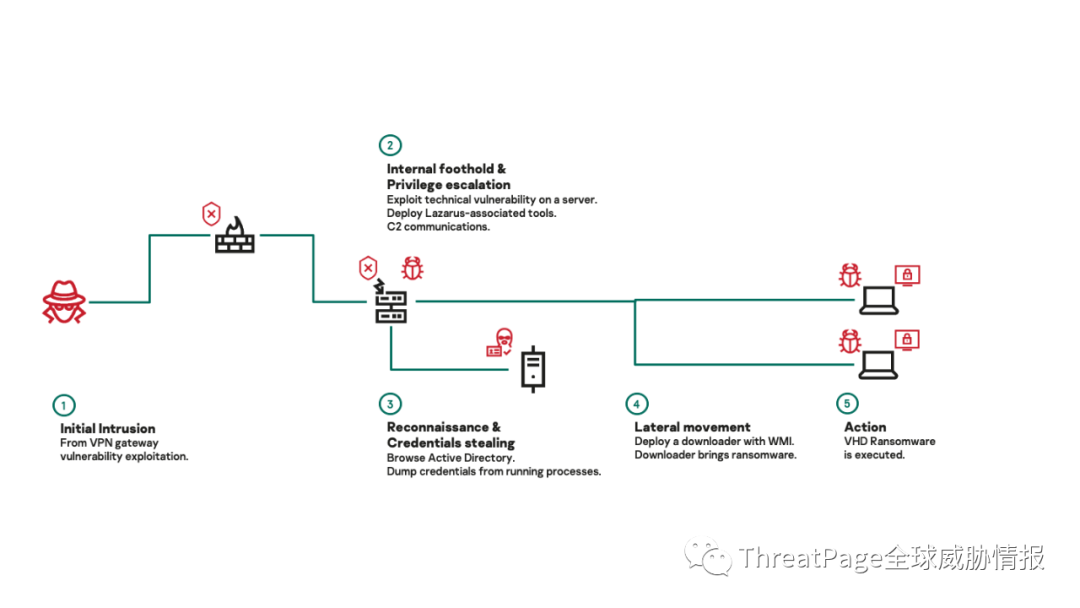 2
Internal foothold &
Privilege escalation
Exploit technical vulnerability on a server.
Deploy Lazarus-associated tools.
C2 communications.
1
Initial Intrusion
From VPN gateway
vulnerability exploitation.
3
Reconnaissance &
Credentials stealing
Browse Active Directory.
Dump credentials from running processes.
4
Lateral movement
Deploy a downloader with WMI.
Downloader brings ransomware.
5
Action
VHD Ransomware
is executed.
ThreatPage全球威胁情报